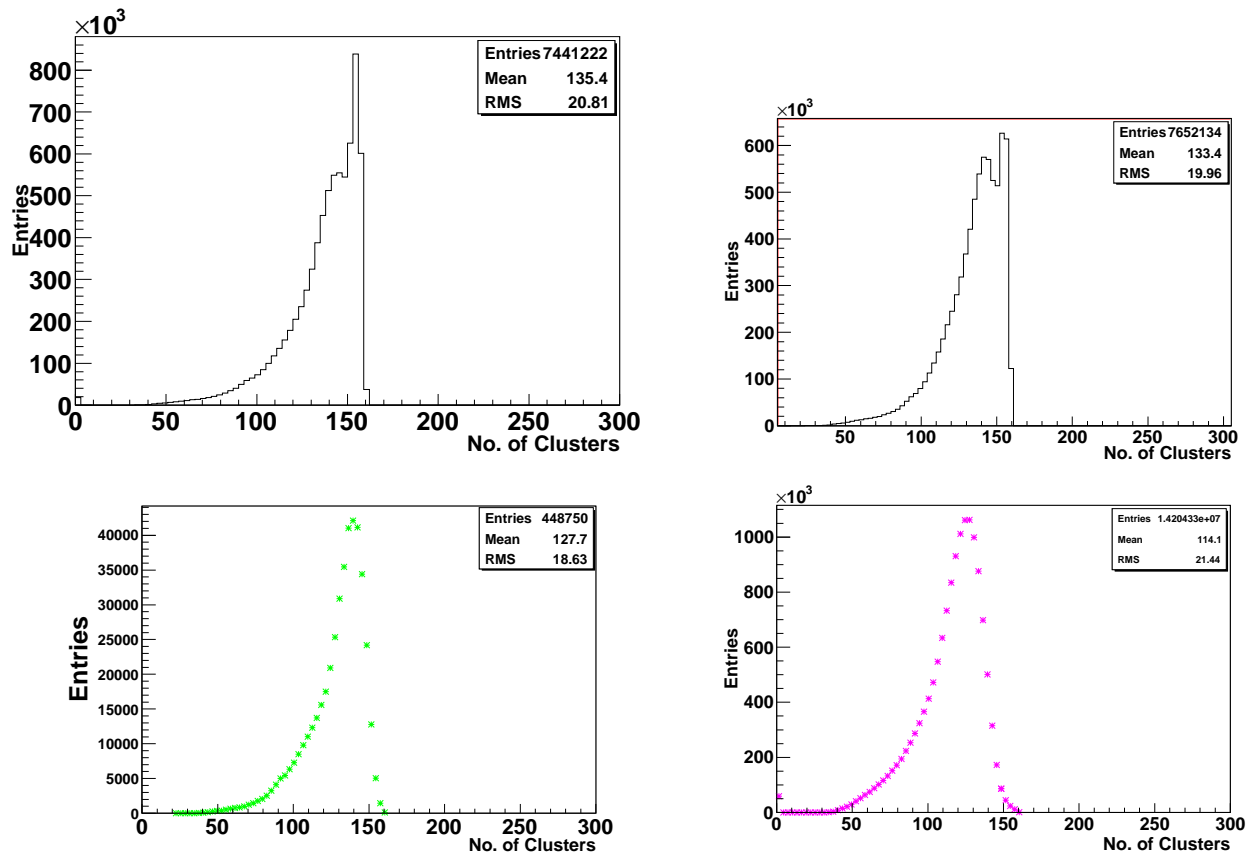 ×10³
Entries 7441222
Mean 135.4
RMS 20.81
800
700
600
500
400
300
200
100
0
Entries
0 50 100 150 200 250 300
No. of Clusters
×10³
Entries 7652134
Mean 133.4
RMS 19.96
600
500
400
300
200
100
0
Entries
50 100 150 200 250 300
No. of Clusters
Entries 448750
Mean 127.7
RMS 18.63
40000
35000
30000
25000
20000
15000
10000
5000
0
Entries
0 50 100 150 200 250 300
No. of Clusters
×10³
Entries 1.420433e+07
Mean 114.1
RMS 21.44
1000
800
600
400
200
0
Entries
0 50 100 150 200 250 300
No. of Clusters